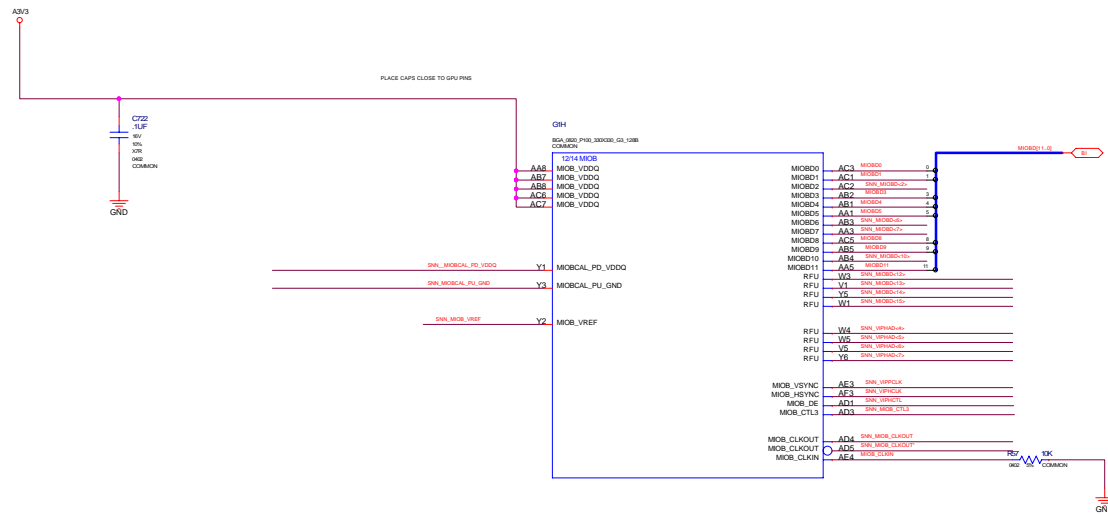 A3V3
PLACE CAPS CLOSE TO GPU PINS
C722
.1UF
16V
10%
X7R
0402
COMMON
GND
G1H
BGA_0820_P100_330X330_G3_128B
COMMON
12/14 MIOB
AA8 MIOB_VDDQ
AB7 MIOB_VDDQ
AB8 MIOB_VDDQ
AC6 MIOB_VDDQ
AC7 MIOB_VDDQ
SNN_MIOBCAL_PD_VDDQ Y1 MIOBCAL_PD_VDDQ
SNN_MIOBCAL_PU_GND Y3 MIOBCAL_PU_GND
SNN_MIOB_VREF Y2 MIOB_VREF
MIOBD[11..0] BI
MIOBD0 AC3 MIOBD0 0
MIOBD1 AC1 MIOBD1 1
MIOBD2 AC2 SNN_MIOBD<2>
MIOBD3 AB2 MIOBD3 3
MIOBD4 AB1 MIOBD4 4
MIOBD5 AA1 MIOBD5 5
MIOBD6 AB3 SNN_MIOBD<6>
MIOBD7 AA3 SNN_MIOBD<7>
MIOBD8 AC5 MIOBD8 8
MIOBD9 AB5 MIOBD9 9
MIOBD10 AB4 SNN_MIOBD<10>
MIOBD11 AA5 MIOBD11 11
RFU W3 SNN_MIOBD<12>
RFU V1 SNN_MIOBD<13>
RFU Y5 SNN_MIOBD<14>
RFU W1 SNN_MIOBD<15>
RFU W4 SNN_VIPHAD<4>
RFU W5 SNN_VIPHAD<5>
RFU V5 SNN_VIPHAD<6>
RFU Y6 SNN_VIPHAD<7>
MIOB_VSYNC AE3 SNN_VIPPCLK
MIOB_HSYNC AF3 SNN_VIPHCLK
MIOB_DE AD1 SNN_VIPHCTL
MIOB_CTL3 AD3 SNN_MIOB_CTL3
MIOB_CLKOUT AD4 SNN_MIOB_CLKOUT
MIOB_CLKOUT AD5 SNN_MIOB_CLKOUT*
MIOB_CLKIN AE4 MIOB_CLKIN
R57 10K
0402 5% COMMON
GN